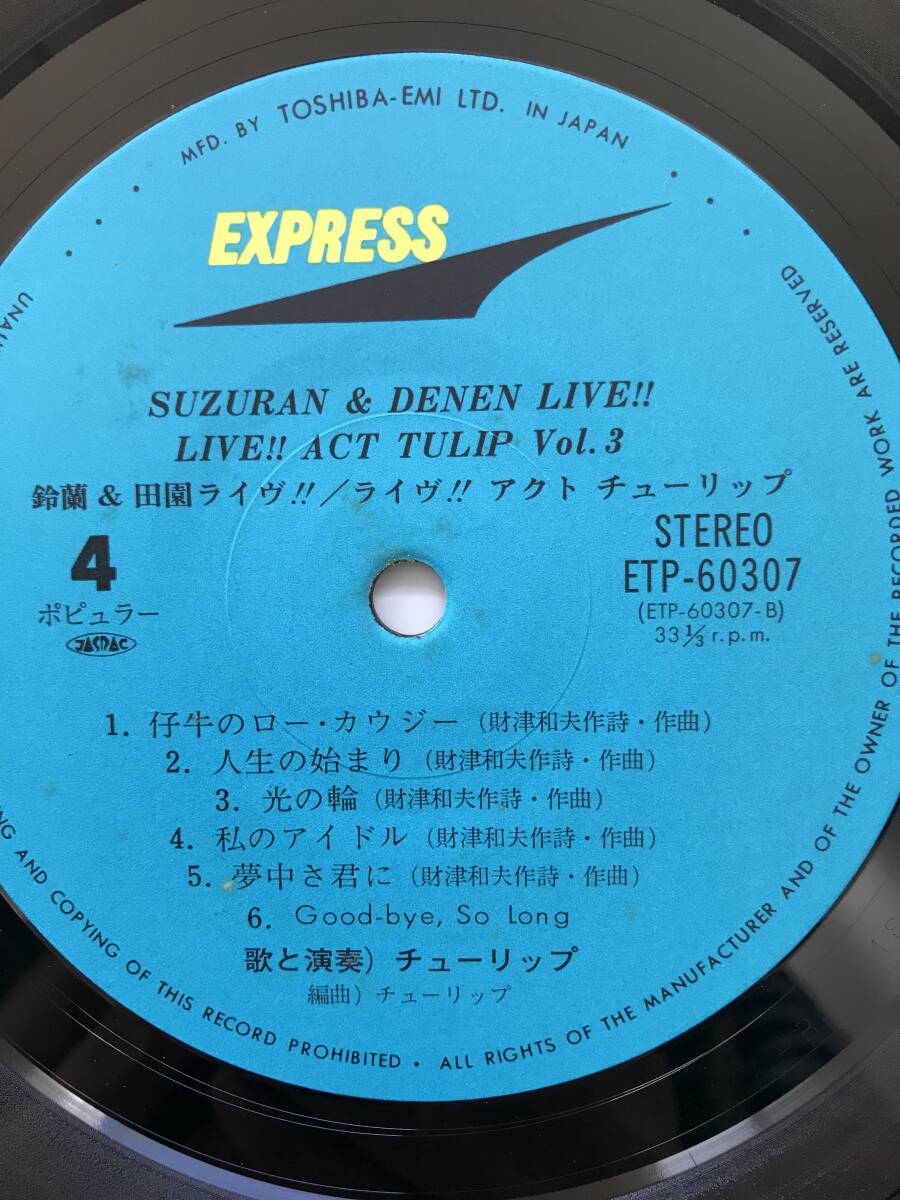 MFD. BY TOSHIBA-EMI LTD. IN JAPAN
EXPRESS
SUZURAN & DENEN LIVE!!
LIVE!! ACT TULIP Vol.3
鈴蘭 & 田園ライヴ!!/ライヴ!! アクト チューリップ
4
ポピュラー
JASRAC
STEREO
ETP-60307
(ETP-60307-B)
33 1/3 r.p.m.
1. 仔牛のロー・カウジー (財津和夫作詩・作曲)
2. 人生の始まり (財津和夫作詩・作曲)
3. 光の輪 (財津和夫作詩・作曲)
4. 私のアイドル (財津和夫作詩・作曲)
5. 夢中さ君に (財津和夫作詩・作曲)
6. Good-bye, So Long
歌と演奏) チューリップ
編曲) チューリップ
AND COPYING OF THIS RECORD PROHIBITED • ALL RIGHTS OF THE MANUFACTURER AND OF THE OWNER OF THE RECORDED WORK ARE RESERVED